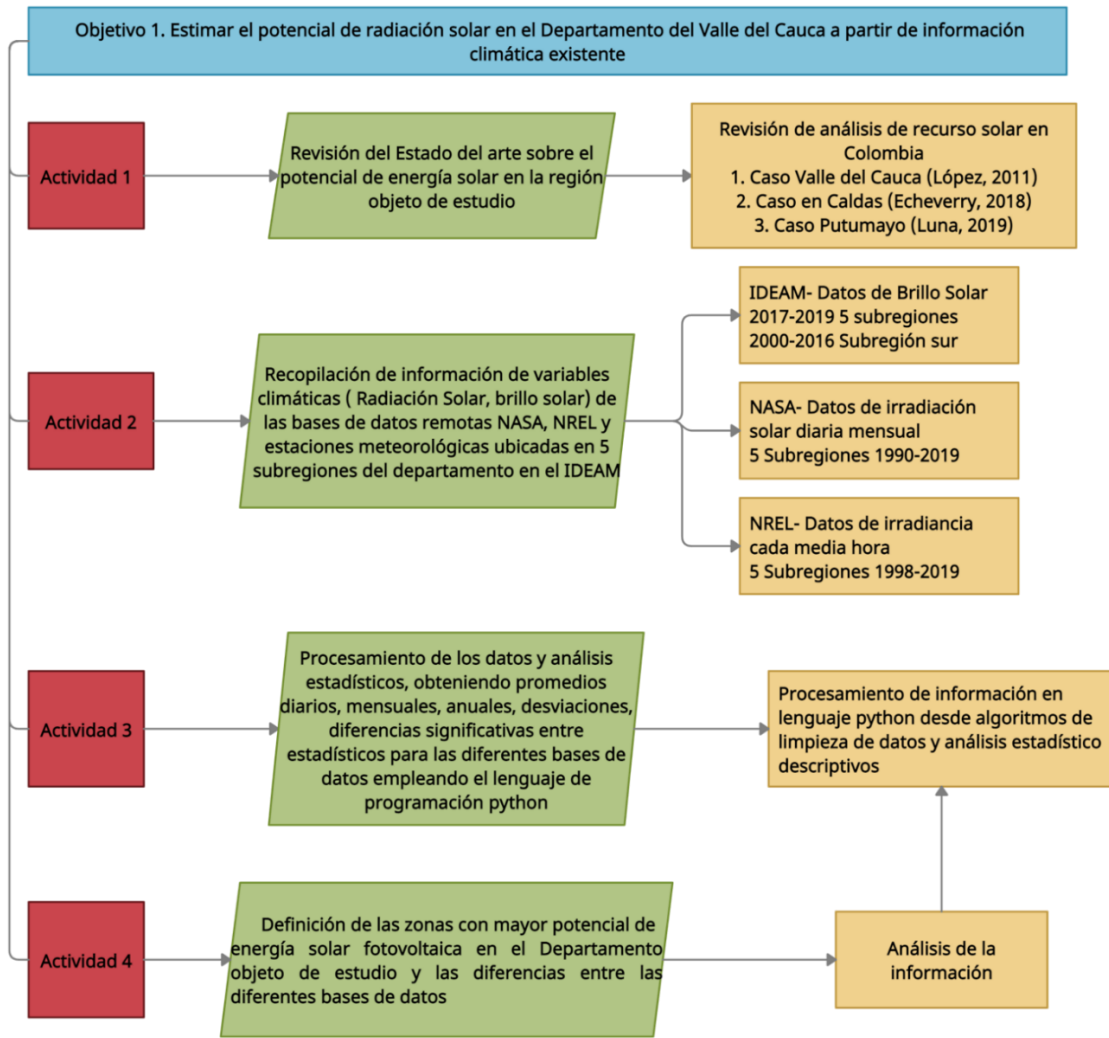 Objetivo 1. Estimar el potencial de radiación solar en el Departamento del Valle del Cauca a partir de información
climática existente
Actividad 1
Revisión del Estado del arte sobre el
potencial de energía solar en la región
objeto de estudio
Revisión de análisis de recurso solar en
Colombia
1. Caso Valle del Cauca (López, 2011)
2. Caso en Caldas (Echeverry, 2018)
3. Caso Putumayo (Luna, 2019)
Actividad 2
Recopilación de información de variables
climáticas ( Radiación Solar, brillo solar) de
las bases de datos remotas NASA, NREL y
estaciones meteorológicas ubicadas en 5
subregiones del departamento en el IDEAM
IDEAM- Datos de Brillo Solar
2017-2019 5 subregiones
2000-2016 Subregión sur
NASA- Datos de irradiación
solar diaria mensual
5 Subregiones 1990-2019
NREL- Datos de irradiancia
cada media hora
5 Subregiones 1998-2019
Actividad 3
Procesamiento de los datos y análisis
estadísticos, obteniendo promedios
diarios, mensuales, anuales, desviaciones,
diferencias significativas entre
estadísticos para las diferentes bases de
datos empleando el lenguaje de
programación python
Procesamiento de información en
lenguaje python desde algoritmos de
limpieza de datos y análisis estadístico
descriptivos
Actividad 4
Definición de las zonas con mayor potencial de
energía solar fotovoltaica en el Departamento
objeto de estudio y las diferencias entre las
diferentes bases de datos
Análisis de la
información